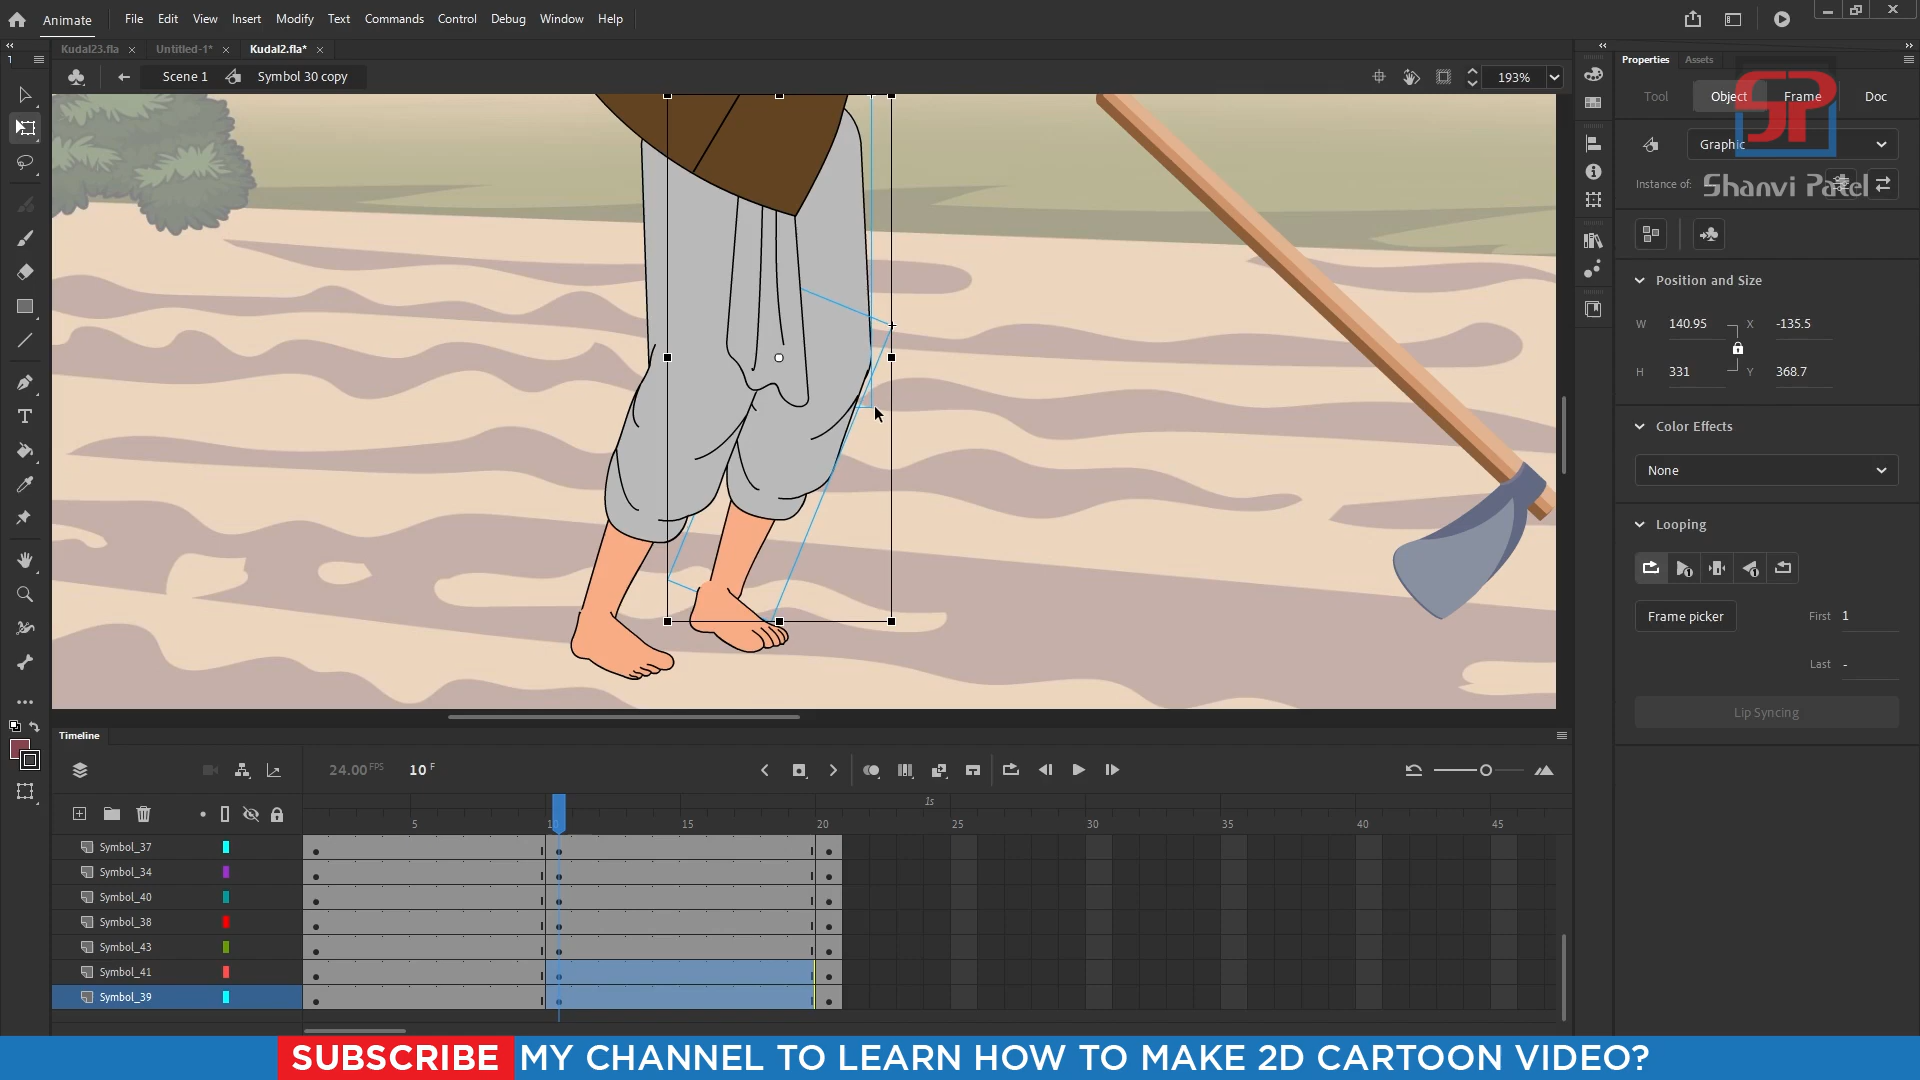 Animate File Edit View Insert Modify Text Commands Control Debug Window Help
Kudal23.fla Untitled-1* Kudal2.fla*
Scene 1 Symbol 30 copy 193%
Properties Assets
Tool Object Frame Doc
SP
Graphic
Instance of: Shanvi Patel
Position and Size
W 140.95 X -135.5
H 331 Y 368.7
Color Effects
None
Looping
Frame picker First 1
Last -
Lip Syncing
Timeline
24.00 FPS 10 F
1s
5 10 15 20 25 30 35 40 45
Symbol_37
Symbol_34
Symbol_40
Symbol_38
Symbol_43
Symbol_41
Symbol_39
SUBSCRIBE MY CHANNEL TO LEARN HOW TO MAKE 2D CARTOON VIDEO?